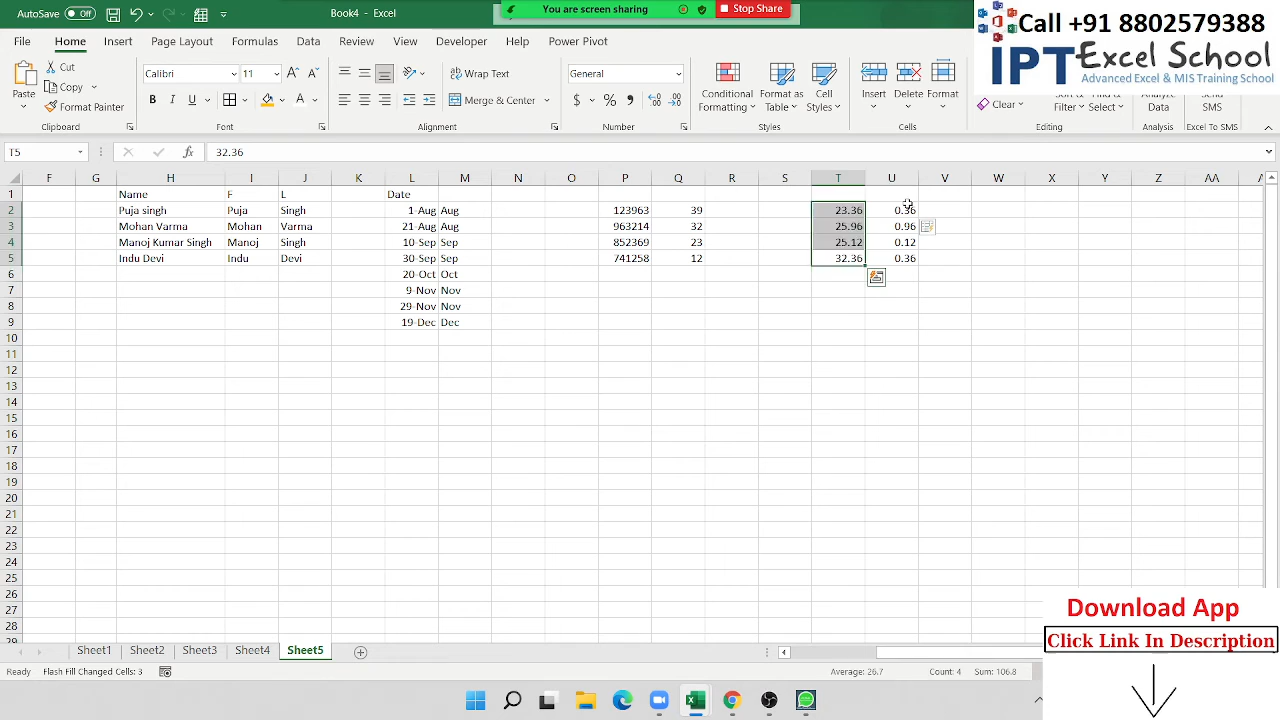 AutoSave Off
Book4 - Excel
You are screen sharing
Stop Share
Call +91 8802579388
IPT Excel School
Advanced Excel & MIS Training School
File Home Insert Page Layout Formulas Data Review View Developer Help Power Pivot
Paste
Cut
Copy
Format Painter
Calibri 11
B I U
Wrap Text
Merge & Center
General
$ % ,
Conditional Formatting
Format as Table
Cell Styles
Insert Delete Format
Clear
Filter Select
Data
SMS
Clipboard Font Alignment Number Styles Cells Editing Analysis Excel To SMS
T5 fx 32.36
F G H I J K L M N O P Q R S T U V W X Y Z AA
1 Name F L Date
2 Puja singh Puja Singh 1-Aug Aug 123963 39 23.36 0.36
3 Mohan Varma Mohan Varma 21-Aug Aug 963214 32 25.96 0.96
4 Manoj Kumar Singh Manoj Singh 10-Sep Sep 852369 23 25.12 0.12
5 Indu Devi Indu Devi 30-Sep Sep 741258 12 32.36 0.36
6 20-Oct Oct
7 9-Nov Nov
8 29-Nov Nov
9 19-Dec Dec
10
11
12
13
14
15
16
17
18
19
20
21
22
23
24
25
26
27
28
29
Download App
Click Link In Description
Sheet1 Sheet2 Sheet3 Sheet4 Sheet5
Ready Flash Fill Changed Cells: 3 Average: 26.7 Count: 4 Sum: 106.8